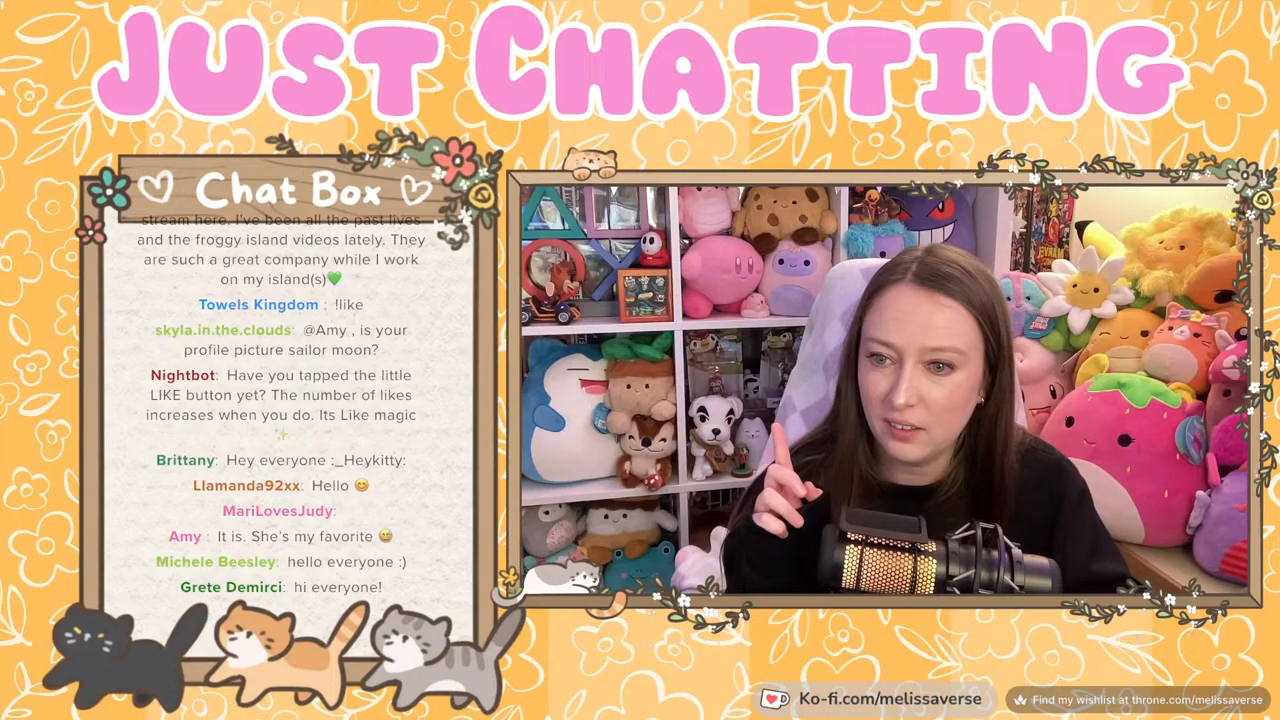 JUST CHATTING
Chat Box
stream here. I've been all the past lives
and the froggy island videos lately. They
are such a great company while I work
on my island(s)💚
Towels Kingdom : !like
skyla.in.the.clouds: @Amy , is your
profile picture sailor moon?
Nightbot: Have you tapped the little
LIKE button yet? The number of likes
increases when you do. Its Like magic
✨
Brittany: Hey everyone :_Heykitty:
Llamanda92xx: Hello 😊
MariLovesJudy:
Amy : It is. She's my favorite 😅
Michele Beesley: hello everyone :)
Grete Demirci: hi everyone!
Ko-fi.com/melissaverse
Find my wishlist at throne.com/melissaverse